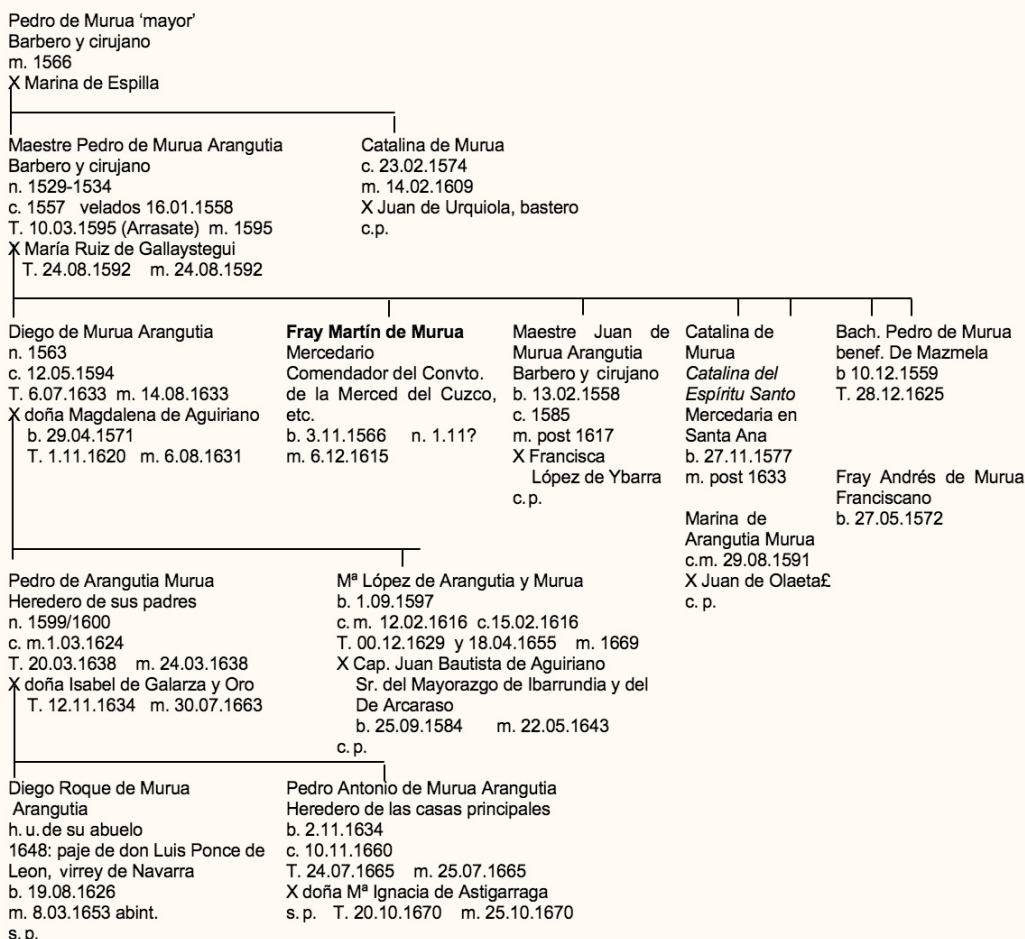 Pedro de Murua ‘mayor’
Barbero y cirujano
m. 1566
X Marina de Espilla
Maestre Pedro de Murua Arangutia
Barbero y cirujano
n. 1529-1534
c. 1557 velados 16.01.1558
T. 10.03.1595 (Arrasate) m. 1595
X María Ruiz de Gallaystegui
T. 24.08.1592 m. 24.08.1592
Catalina de Murua
c. 23.02.1574
m. 14.02.1609
X Juan de Urquiola, bastero
c.p.
Diego de Murua Arangutia
n. 1563
c. 12.05.1594
T. 6.07.1633 m. 14.08.1633
X doña Magdalena de Aguiriano
b. 29.04.1571
T. 1.11.1620 m. 6.08.1631
Fray Martín de Murua
Mercedario
Comendador del Convto.
de la Merced del Cuzco,
etc.
b. 3.11.1566 n. 1.11?
m. 6.12.1615
Maestre Juan de
Murua Arangutia
Barbero y cirujano
b. 13.02.1558
c. 1585
m. post 1617
X Francisca
López de Ybarra
c.p.
Catalina de
Murua
Catalina del
Espíritu Santo
Mercedaria en
Santa Ana
b. 27.11.1577
m. post 1633
Marina de
Arangutia Murua
c.m. 29.08.1591
X Juan de Olaeta£
c. p.
Bach. Pedro de Murua
benef. De Mazmela
b 10.12.1559
T. 28.12.1625
Fray Andrés de Murua
Franciscano
b. 27.05.1572
Pedro de Arangutia Murua
Heredero de sus padres
n. 1599/1600
c. m.1.03.1624
T. 20.03.1638 m. 24.03.1638
X doña Isabel de Galarza y Oro
T. 12.11.1634 m. 30.07.1663
Mª López de Arangutia y Murua
b. 1.09.1597
c. m. 12.02.1616 c.15.02.1616
T. 00.12.1629 y 18.04.1655 m. 1669
X Cap. Juan Bautista de Aguiriano
Sr. del Mayorazgo de Ibarrundia y del
De Arcaraso
b. 25.09.1584 m. 22.05.1643
c. p.
Diego Roque de Murua
Arangutia
h. u. de su abuelo
1648: paje de don Luis Ponce de
Leon, virrey de Navarra
b. 19.08.1626
m. 8.03.1653 abint.
s. p.
Pedro Antonio de Murua Arangutia
Heredero de las casas principales
b. 2.11.1634
c. 10.11.1660
T. 24.07.1665 m. 25.07.1665
X doña Mª Ignacia de Astigarraga
s. p. T. 20.10.1670 m. 25.10.1670